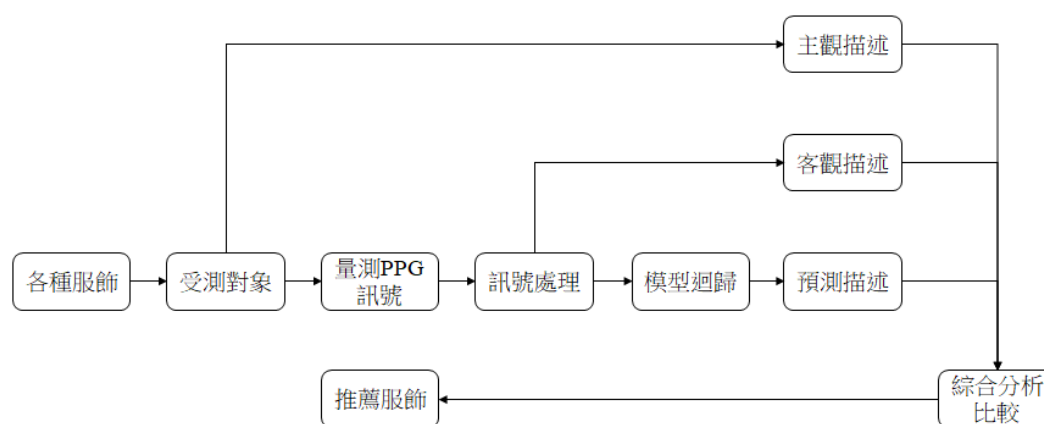 主觀描述
客觀描述
各種服飾
受測對象
量測PPG
訊號
訊號處理
模型迴歸
預測描述
推薦服飾
綜合分析
比較